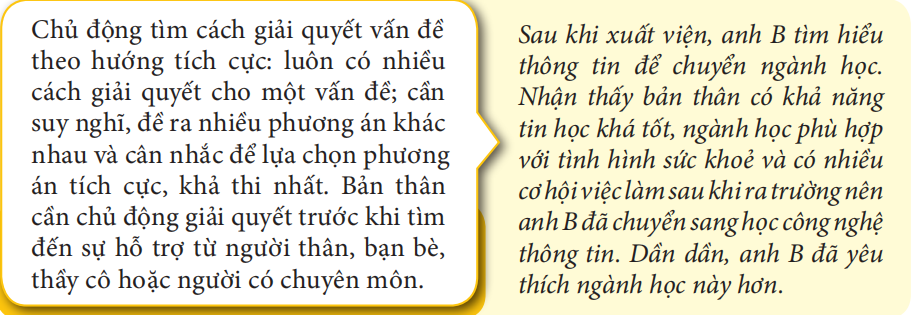 Chủ động tìm cách giải quyết vấn đề
theo hướng tích cực: luôn có nhiều
cách giải quyết cho một vấn đề; cần
suy nghĩ, đề ra nhiều phương án khác
nhau và cân nhắc để lựa chọn phương
án tích cực, khả thi nhất. Bản thân
cần chủ động giải quyết trước khi tìm
đến sự hỗ trợ từ người thân, bạn bè,
thầy cô hoặc người có chuyên môn.
Sau khi xuất viện, anh B tìm hiểu
thông tin để chuyển ngành học.
Nhận thấy bản thân có khả năng
tin học khá tốt, ngành học phù hợp
với tình hình sức khoẻ và có nhiều
cơ hội việc làm sau khi ra trường nên
anh B đã chuyển sang học công nghệ
thông tin. Dần dần, anh B đã yêu
thích ngành học này hơn.